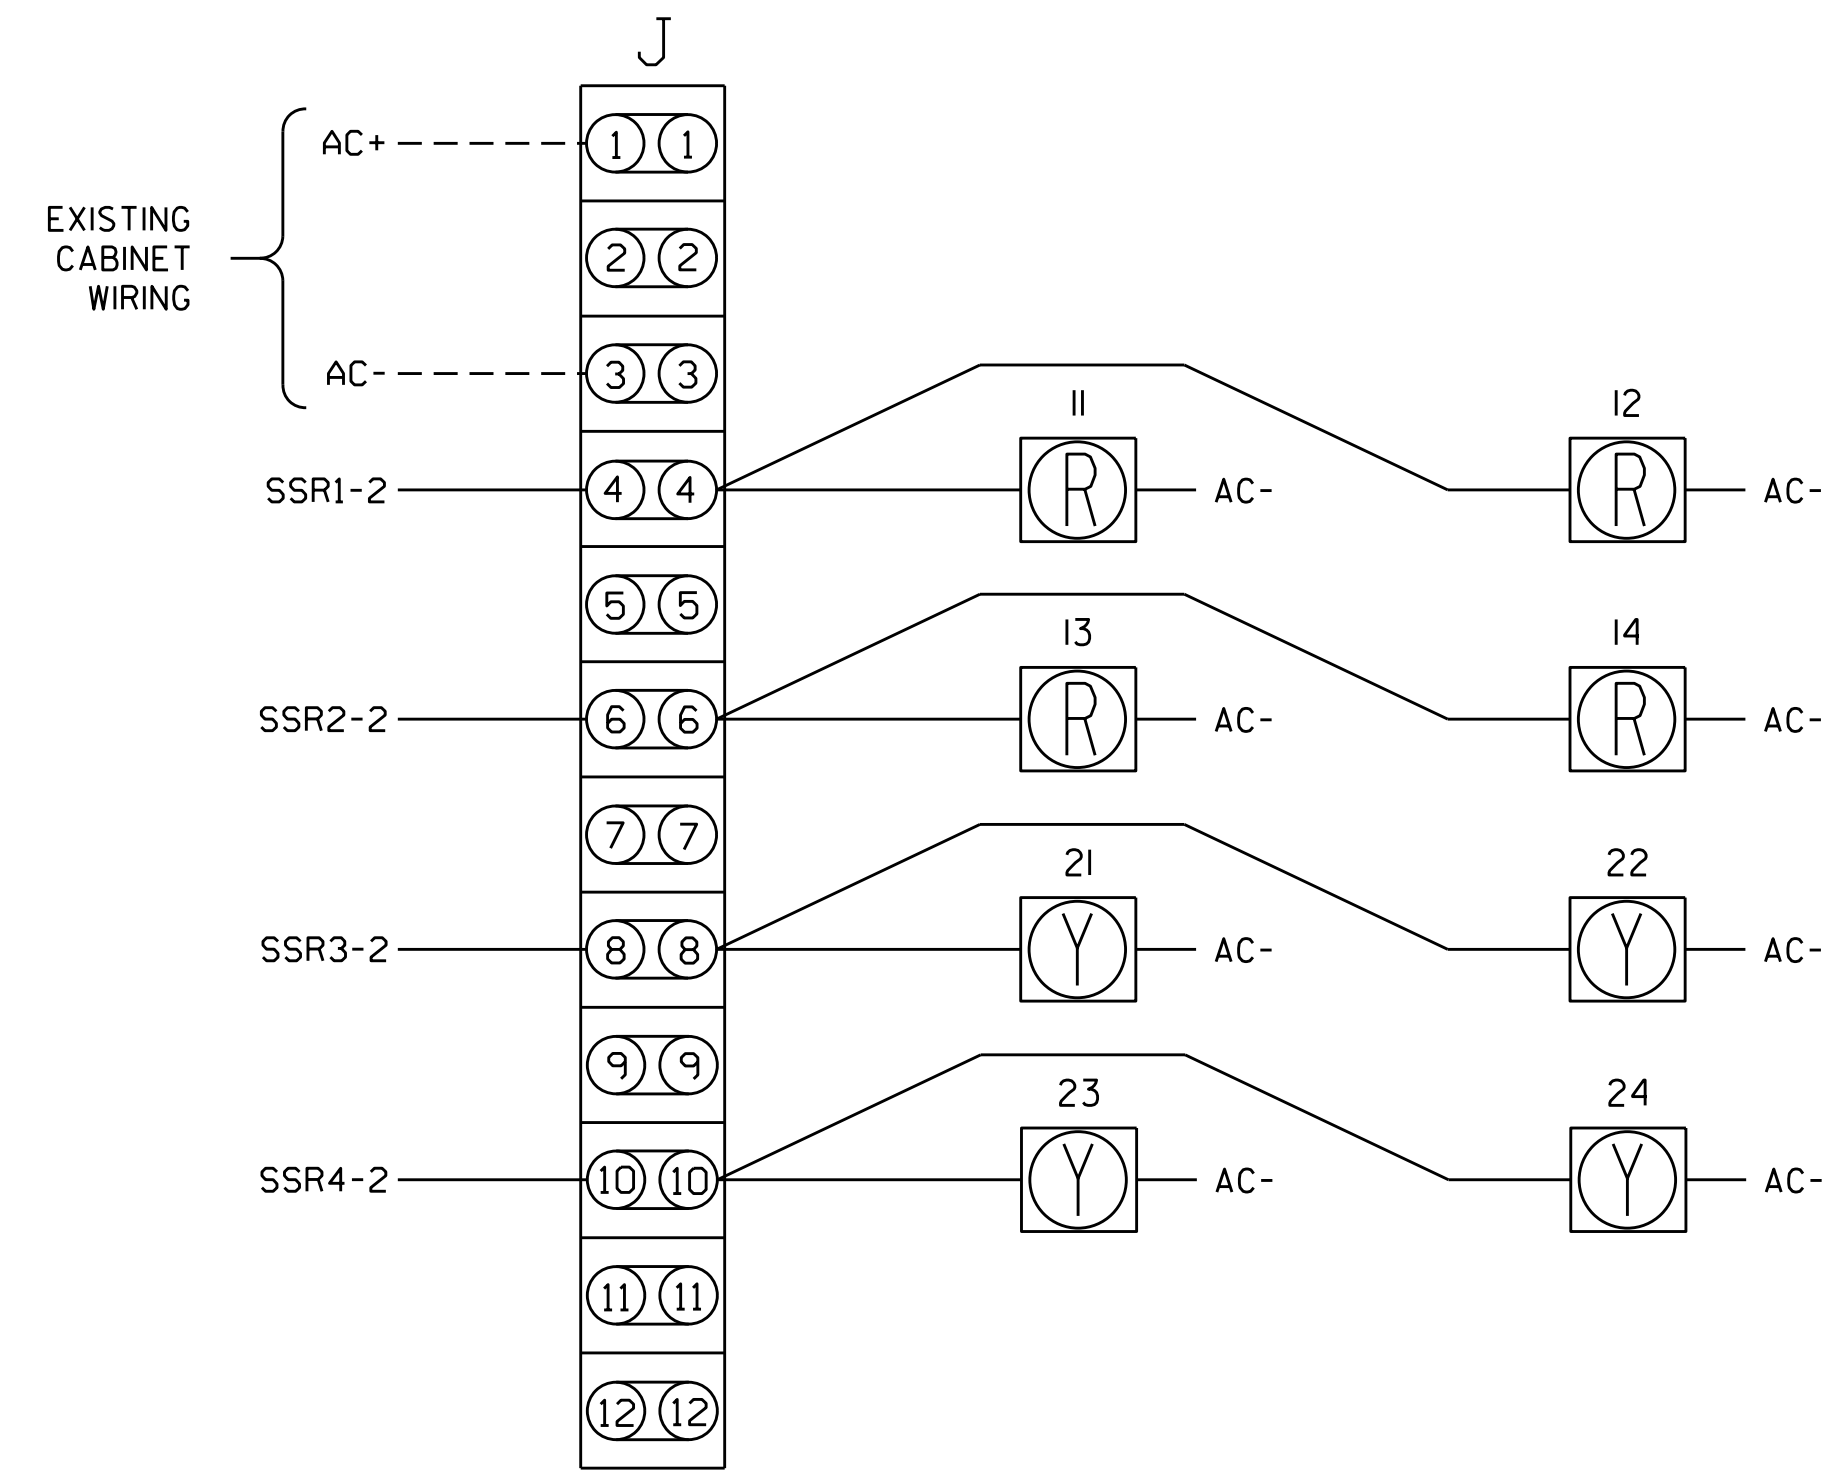 J
AC+
1 1
EXISTING
CABINET
WIRING
2 2
AC-
3 3
11
12
SSR1-2
4 4
R
AC-
R
AC-
5 5
13
14
SSR2-2
6 6
R
AC-
R
AC-
7 7
21
22
SSR3-2
8 8
Y
AC-
Y
AC-
9 9
23
24
SSR4-2
10 10
Y
AC-
Y
AC-
11 11
12 12